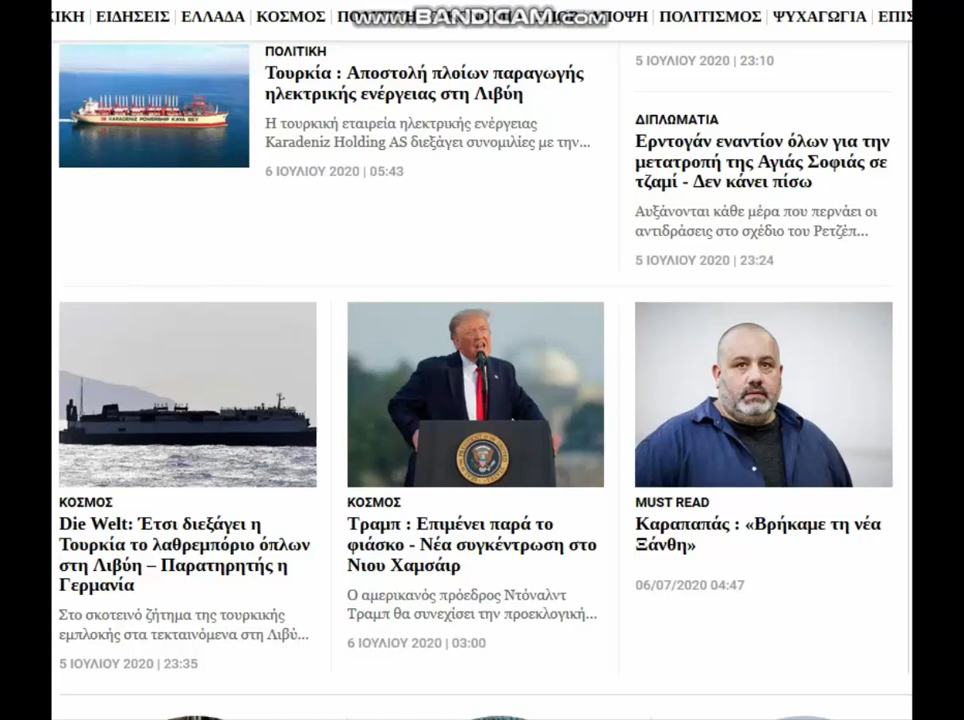 ΙΚΗ | ΕΙΔΗΣΕΙΣ | ΕΛΛΑΔΑ | ΚΟΣΜΟΣ | | ΠΟΛΙΤΙΣΜΟΣ | ΨΥΧΑΓΩΓΙΑ | ΕΠΙΣ
www.BANDICAM.com
ΠΟΛΙΤΙΚΗ
Τουρκία : Αποστολή πλοίων παραγωγής
ηλεκτρικής ενέργειας στη Λιβύη
Η τουρκική εταιρεία ηλεκτρικής ενέργειας
Karadeniz Holding AS διεξάγει συνομιλίες με την...
6 ΙΟΥΛΙΟΥ 2020 | 05:43
KARADENIZ POWERSHIP KAYA BEY
5 ΙΟΥΛΙΟΥ 2020 | 23:10
ΔΙΠΛΩΜΑΤΙΑ
Ερντογάν εναντίον όλων για την
μετατροπή της Αγιάς Σοφιάς σε
τζαμί - Δεν κάνει πίσω
Αυξάνονται κάθε μέρα που περνάει οι
αντιδράσεις στο σχέδιο του Ρετζέπ...
5 ΙΟΥΛΙΟΥ 2020 | 23:24
ΚΟΣΜΟΣ
Die Welt: Έτσι διεξάγει η
Τουρκία το λαθρεμπόριο όπλων
στη Λιβύη – Παρατηρητής η
Γερμανία
Στο σκοτεινό ζήτημα της τουρκικής
εμπλοκής στα τεκταινόμενα στη Λιβύ...
5 ΙΟΥΛΙΟΥ 2020 | 23:35
ΚΟΣΜΟΣ
Τραμπ : Επιμένει παρά το
φιάσκο - Νέα συγκέντρωση στο
Νιου Χαμσάιρ
Ο αμερικανός πρόεδρος Ντόναλντ
Τραμπ θα συνεχίσει την προεκλογική...
6 ΙΟΥΛΙΟΥ 2020 | 03:00
MUST READ
Καραπαπάς : «Βρήκαμε τη νέα
Ξάνθη»
06/07/2020 04:47